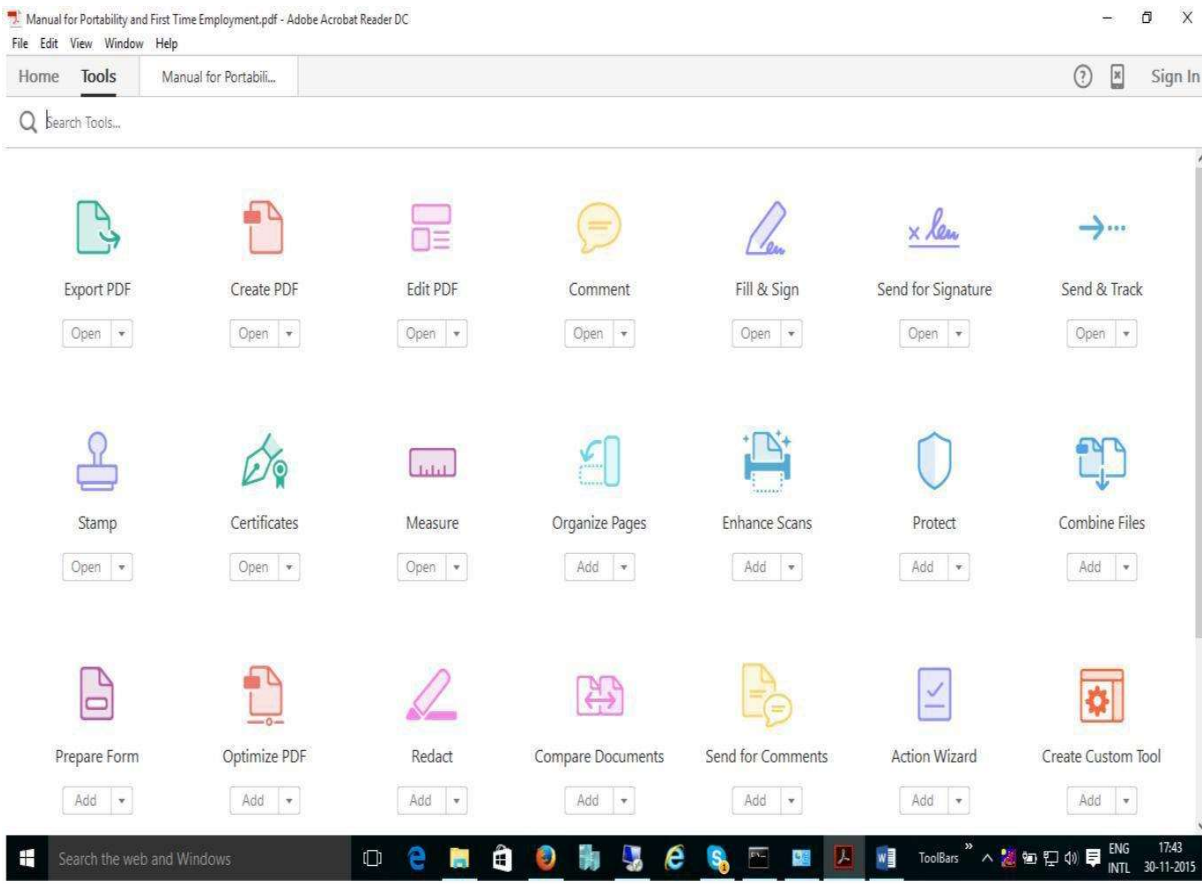 Manual for Portability and First Time Employment.pdf - Adobe Acrobat Reader DC
File Edit View Window Help
Home Tools Manual for Portabili... Sign In
Search Tools...
Export PDF Create PDF Edit PDF Comment Fill & Sign Send for Signature Send & Track
Open Open Open Open Open Open Open
Stamp Certificates Measure Organize Pages Enhance Scans Protect Combine Files
Open Open Open Add Add Add Add
Prepare Form Optimize PDF Redact Compare Documents Send for Comments Action Wizard Create Custom Tool
Add Add Add Add Add Add Add
Search the web and Windows ToolBars ENG 17:43
INTL 30-11-2015